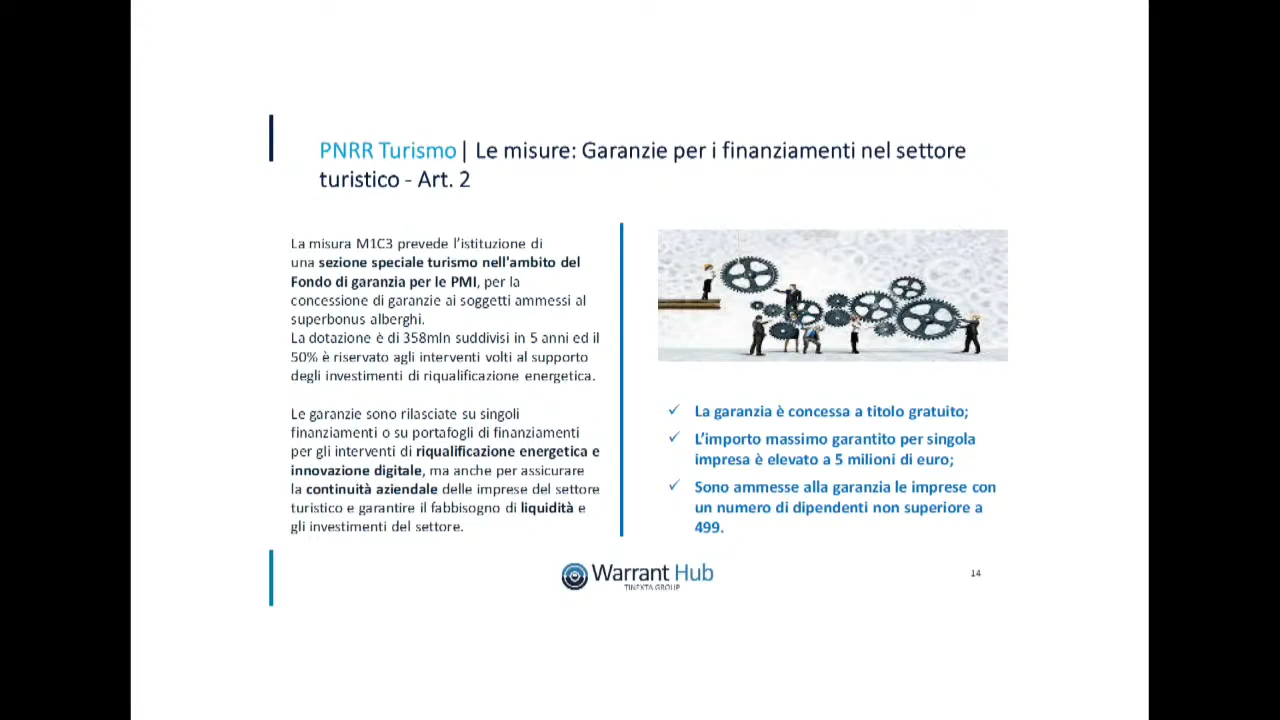 PNRR Turismo | Le misure: Garanzie per i finanziamenti nel settore
turistico - Art. 2
La misura M1C3 prevede l'istituzione di
una sezione speciale turismo nell'ambito del
Fondo di garanzia per le PMI, per la
concessione di garanzie ai soggetti ammessi al
superbonus alberghi.
La dotazione è di 358mln suddivisi in 5 anni ed il
50% è riservato agli interventi volti al supporto
degli investimenti di riqualificazione energetica.
Le garanzie sono rilasciate su singoli
finanziamenti o su portafogli di finanziamenti
per gli interventi di riqualificazione energetica e
innovazione digitale, ma anche per assicurare
la continuità aziendale delle imprese del settore
turistico e garantire il fabbisogno di liquidità e
gli investimenti del settore.
✓ La garanzia è concessa a titolo gratuito;
✓ L'importo massimo garantito per singola
impresa è elevato a 5 milioni di euro;
✓ Sono ammesse alla garanzia le imprese con
un numero di dipendenti non superiore a
499.
Warrant Hub
TINEXTA GROUP
14